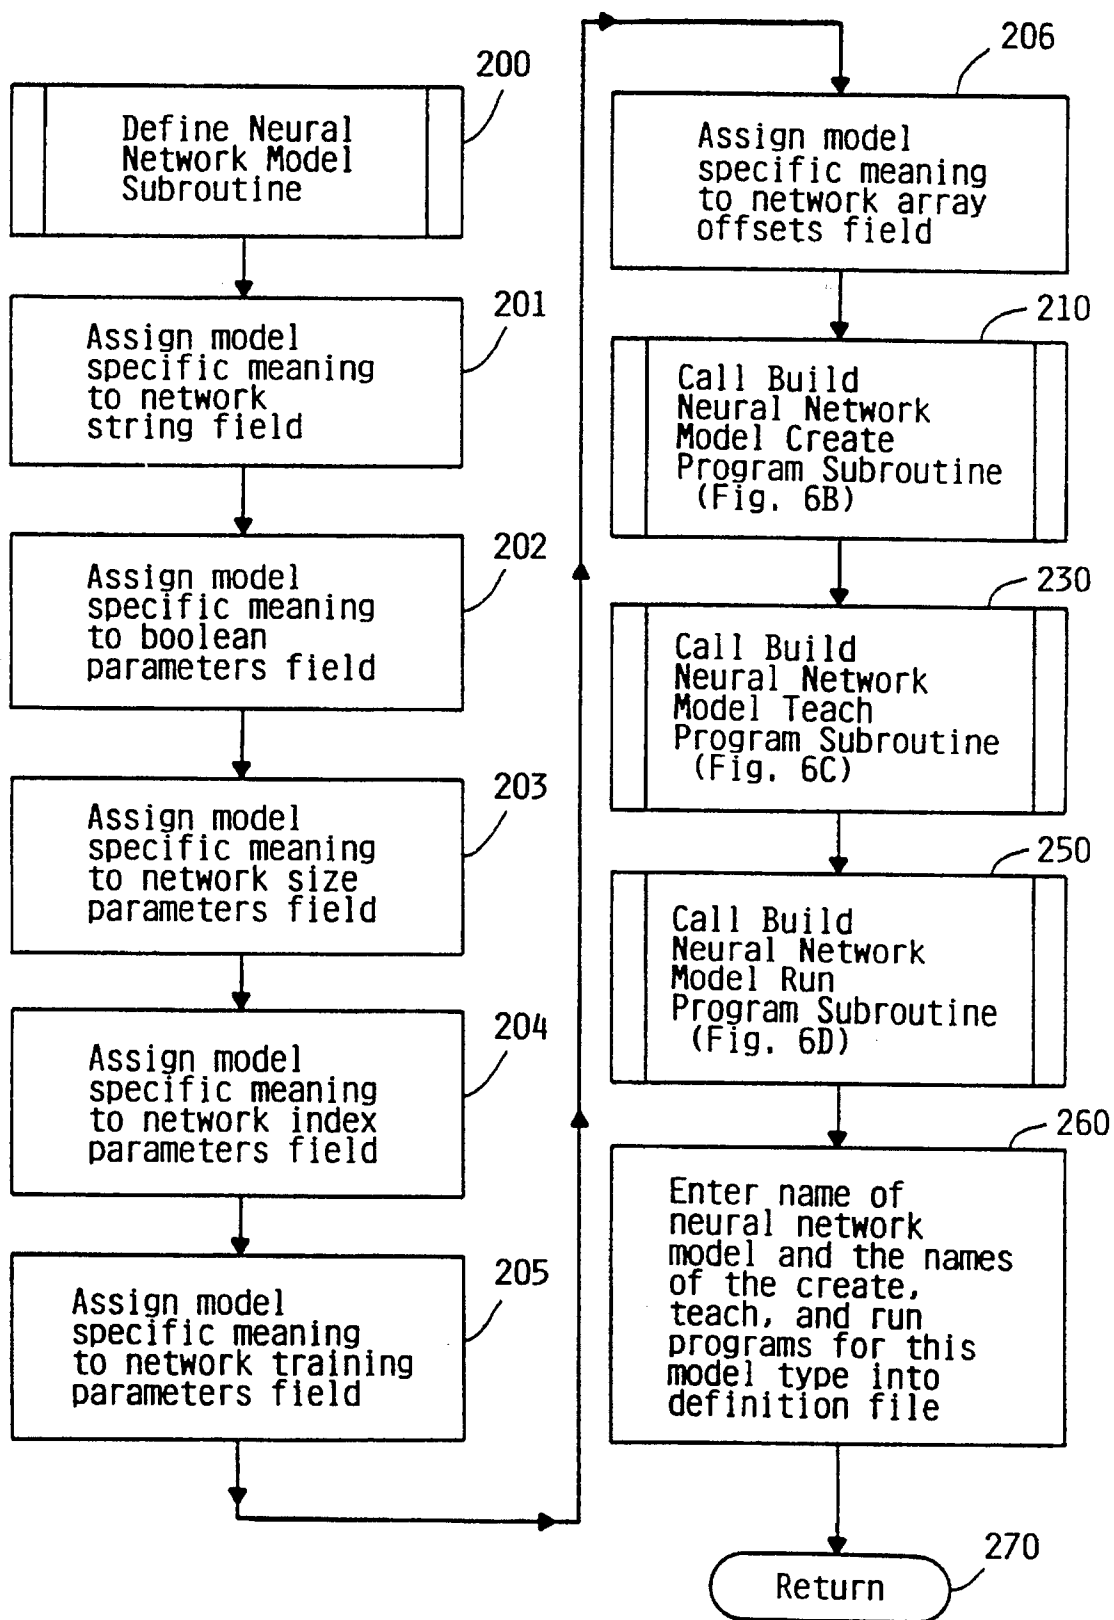 200
Define Neural
Network Model
Subroutine
201
Assign model
specific meaning
to network
string field
202
Assign model
specific meaning
to boolean
parameters field
203
Assign model
specific meaning
to network size
parameters field
204
Assign model
specific meaning
to network index
parameters field
205
Assign model
specific meaning
to network training
parameters field
206
Assign model
specific meaning
to network array
offsets field
210
Call Build
Neural Network
Model Create
Program Subroutine
(Fig. 6B)
230
Call Build
Neural Network
Model Teach
Program Subroutine
(Fig. 6C)
250
Call Build
Neural Network
Model Run
Program Subroutine
(Fig. 6D)
260
Enter name of
neural network
model and the names
of the create,
teach, and run
programs for this
model type into
definition file
270
Return